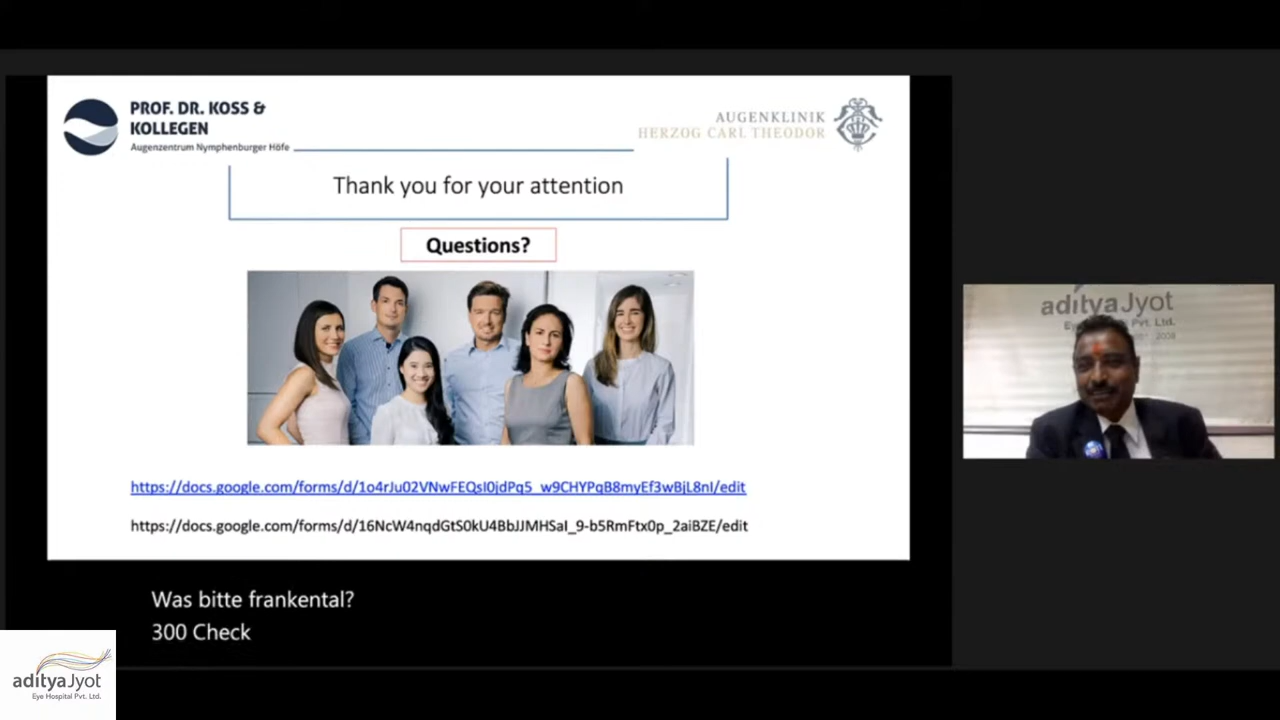 PROF. DR. KOSS &
KOLLEGEN
Augenzentrum Nymphenburger Höfe
AUGENKLINIK
HERZOG CARL THEODOR
Thank you for your attention
Questions?
https://docs.google.com/forms/d/1o4rJu02VNwFEQsI0jdPq5_w9CHYPqB8myEf3wBjL8nI/edit
https://docs.google.com/forms/d/16NcW4nqdGtS0kU4BbJJMHSaI_9-b5RmFtx0p_2aiBZE/edit
adityaJyot
Pvt. Ltd.
Was bitte frankental?
300 Check
adityaJyot
Eye Hospital Pvt. Ltd.